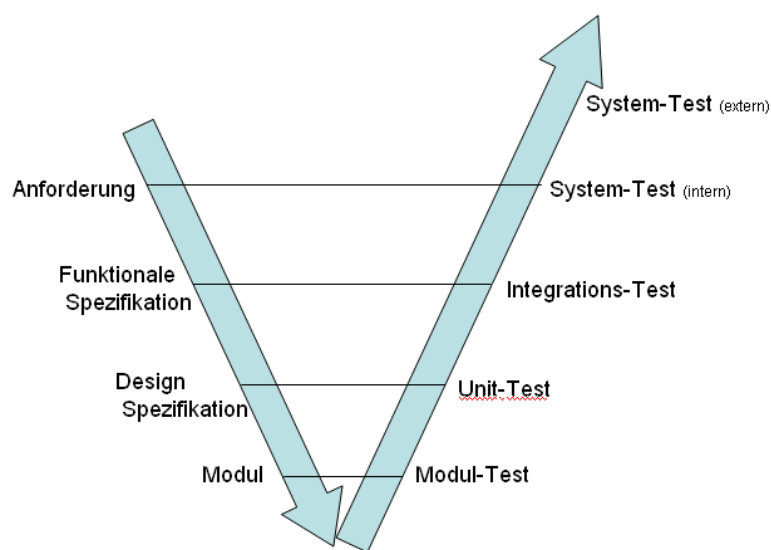 System-Test (extern)
Anforderung
System-Test (intern)
Funktionale
Spezifikation
Integrations-Test
Design
Spezifikation
Unit-Test
Modul
Modul-Test